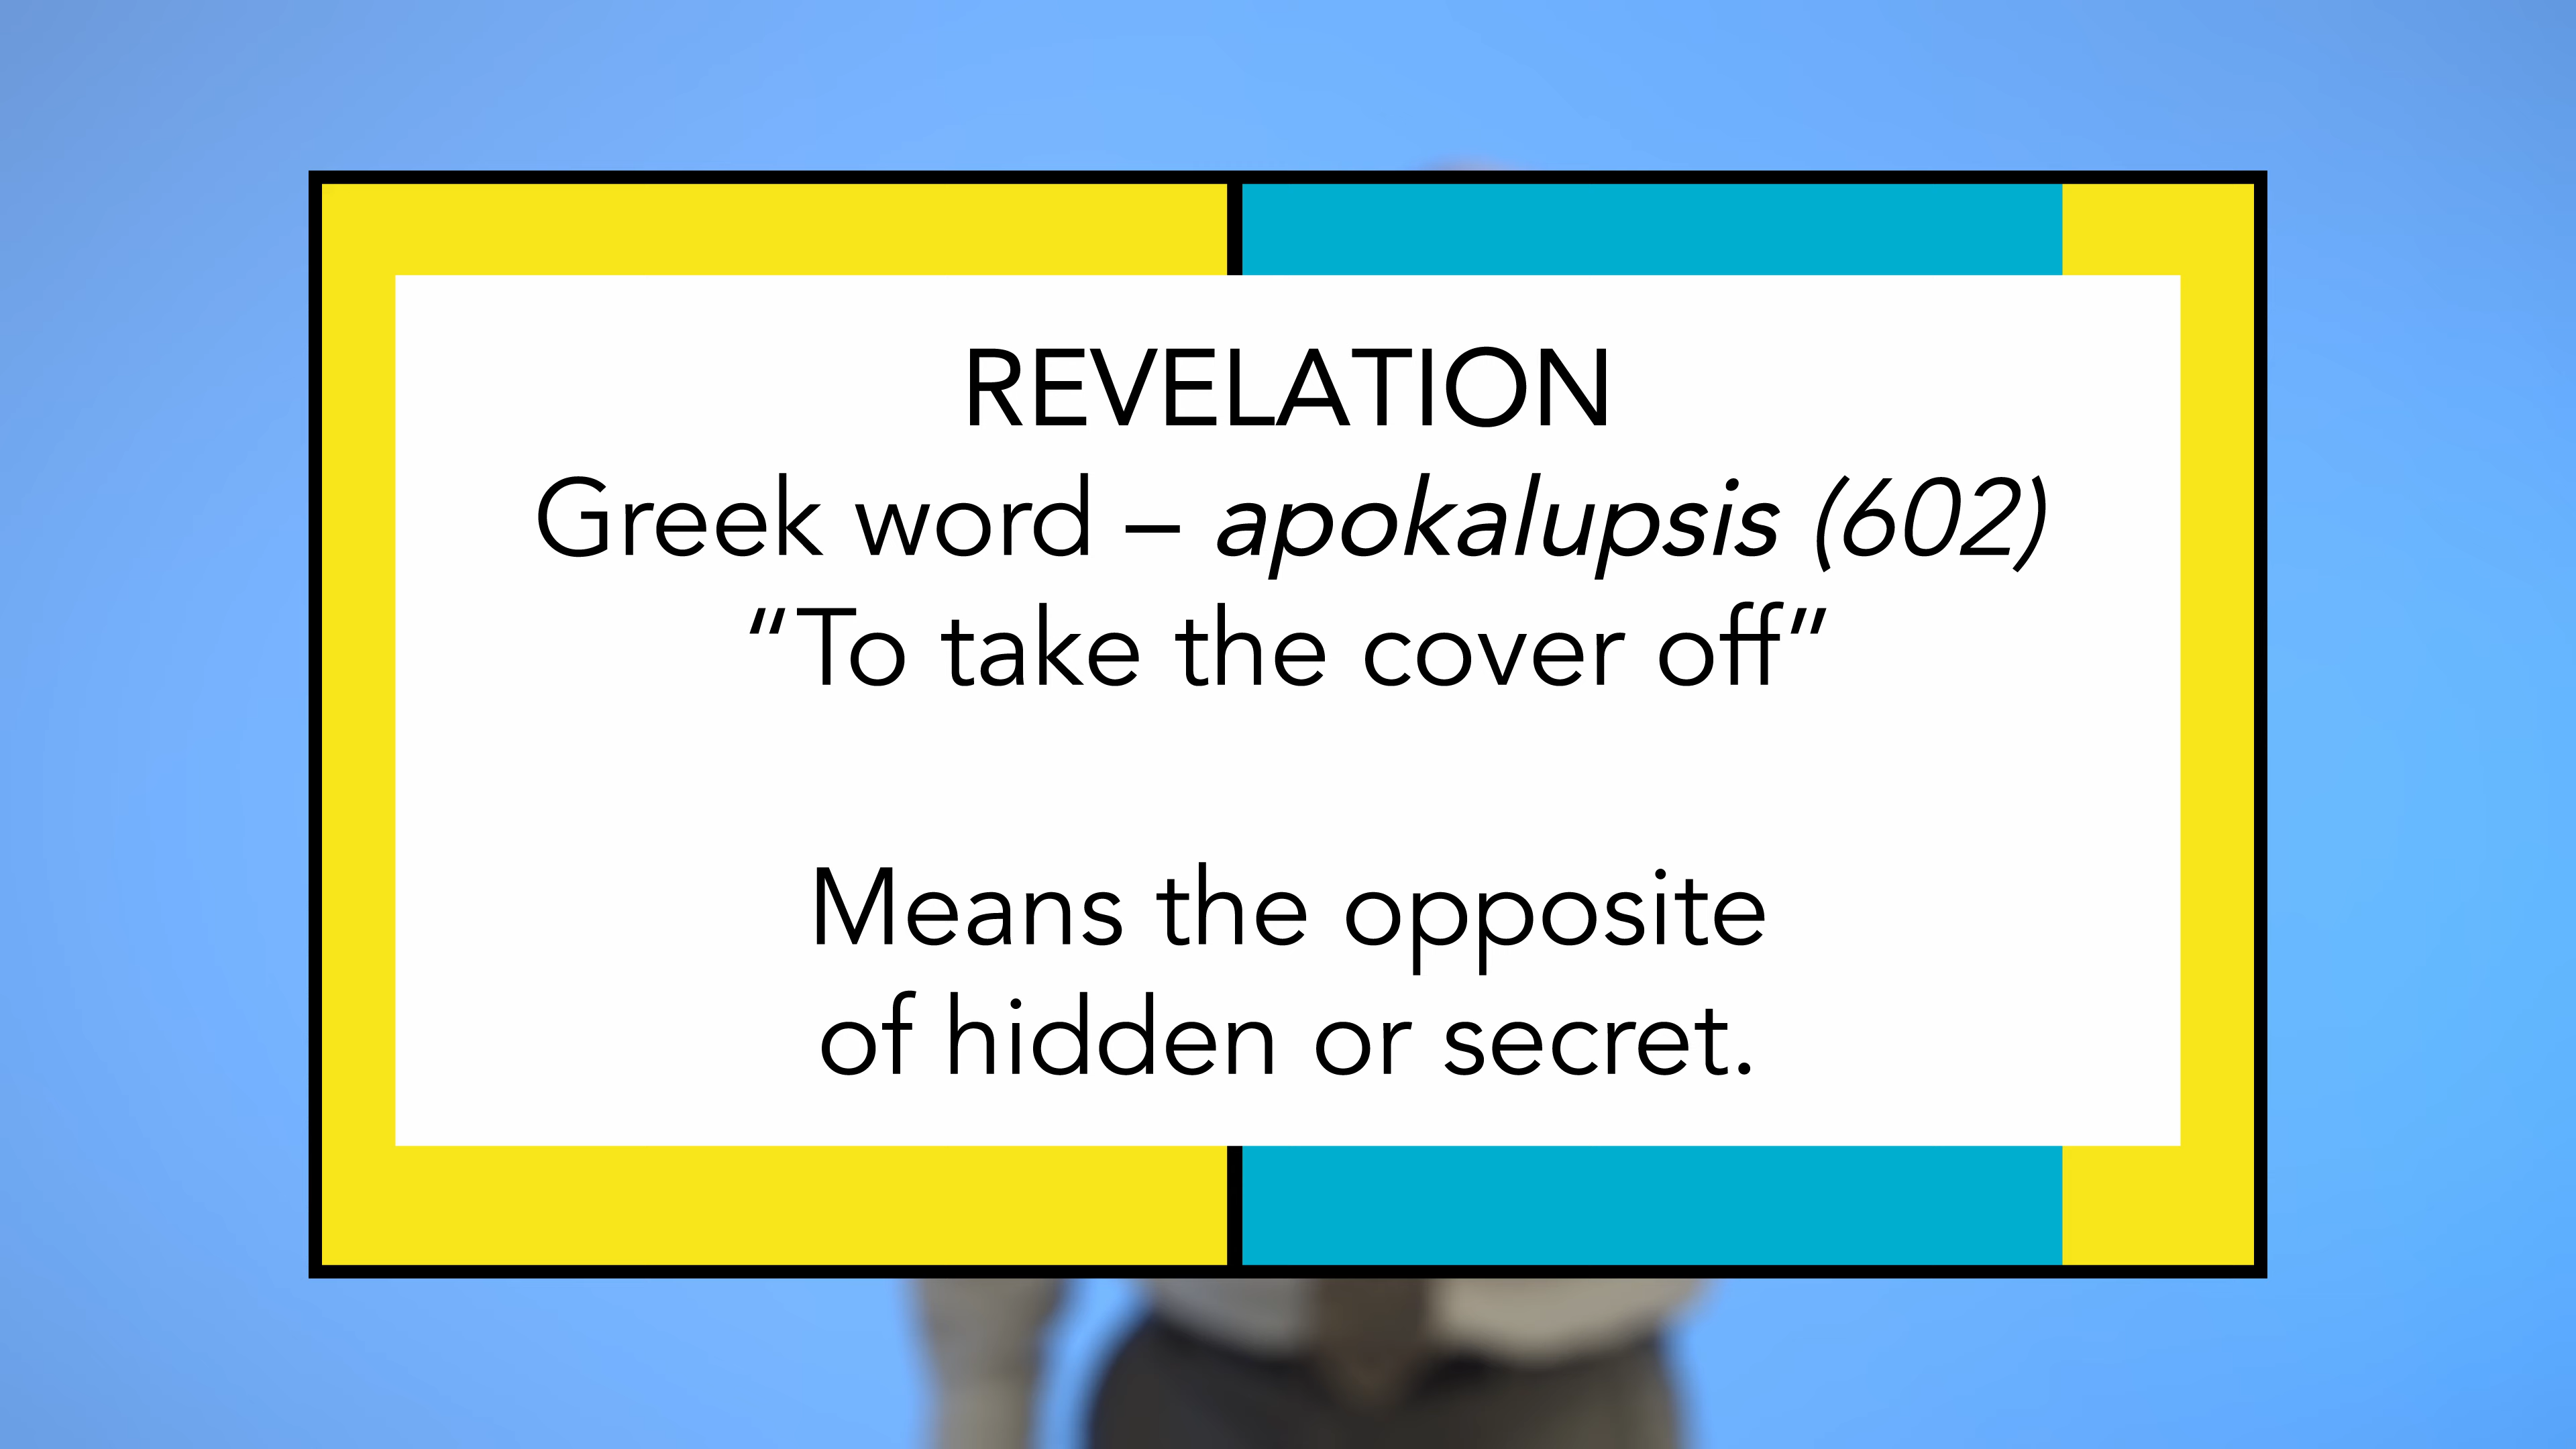 REVELATION
Greek word – apokalupsis (602)
“To take the cover off”
Means the opposite
of hidden or secret.